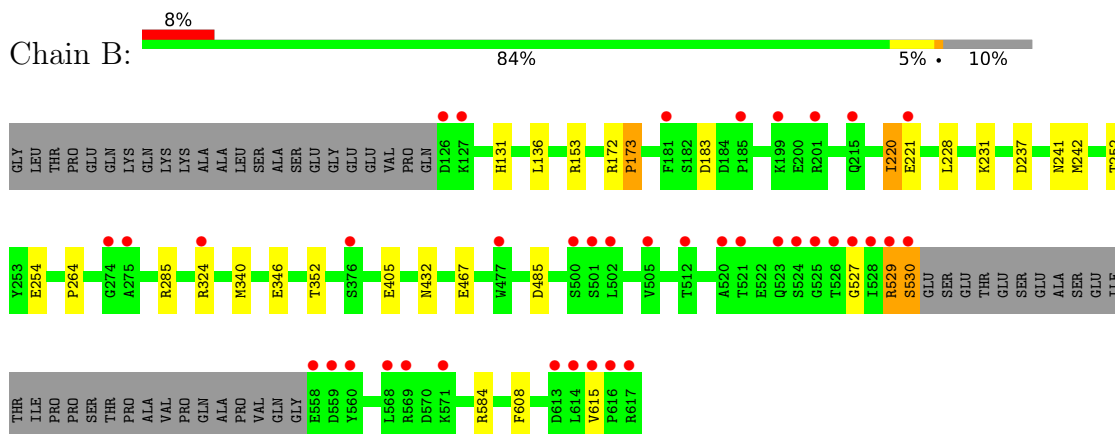 8%
Chain B:
84%
5%
10%
GLY LEU THR PRO GLU GLN LYS GLN LYS LYS ALA ALA LEU SER ALA SER GLU GLY GLU GLU VAL PRO GLN D126 K127 H131 L136 R153 R172 P173 F181 S182 D183 D184 P185 K199 E200 R201 Q215 I220 E221 L228 K231 D237 N241 M242 T252
Y253 E254 P264 G274 A275 R285 R324 M340 E346 T352 S376 E405 N432 E467 W477 D485 S500 S501 L502 V505 T512 A520 T521 E522 Q523 S524 G525 T526 G527 I528 R529 S530 GLU SER GLU THR GLU SER GLU ALA SER GLU ILE
THR ILE PRO PRO SER THR PRO ALA VAL PRO GLN ALA PRO VAL GLN GLY E558 D559 Y560 L568 R569 D570 K571 R584 F608 D613 L614 V615 P616 R617